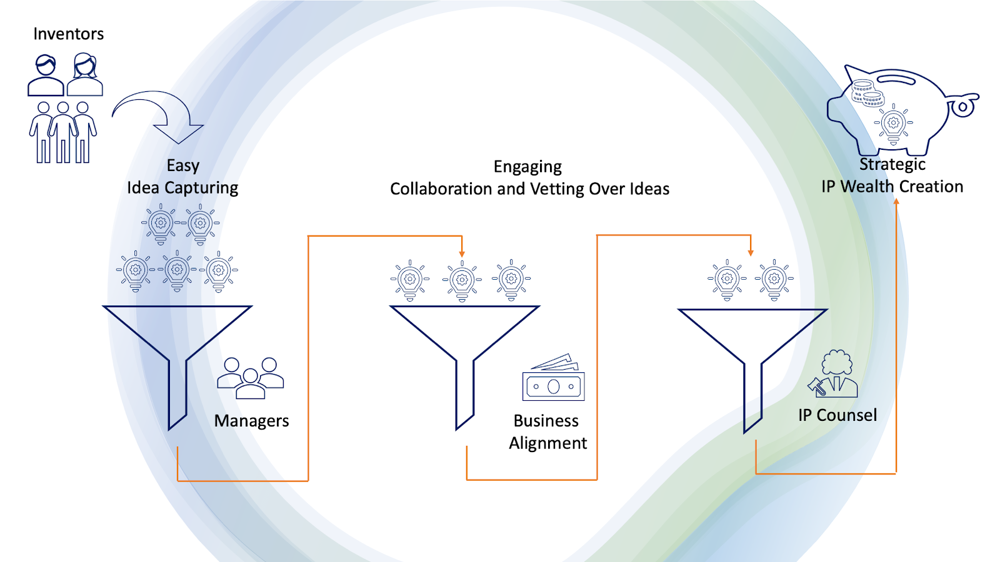 Inventors
Easy
Idea Capturing
Engaging
Collaboration and Vetting Over Ideas
Strategic
IP Wealth Creation
Managers
Business
Alignment
IP Counsel